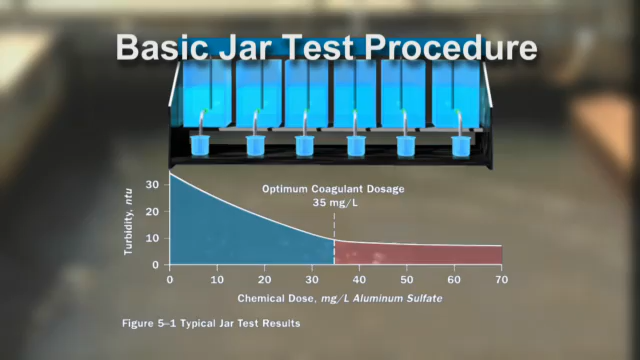 Basic Jar Test Procedure
Optimum Coagulant Dosage
35 mg/L
Turbidity, ntu
30
20
10
0
0 10 20 30 40 50 60 70
Chemical Dose, mg/L Aluminum Sulfate
Figure 5–1 Typical Jar Test Results